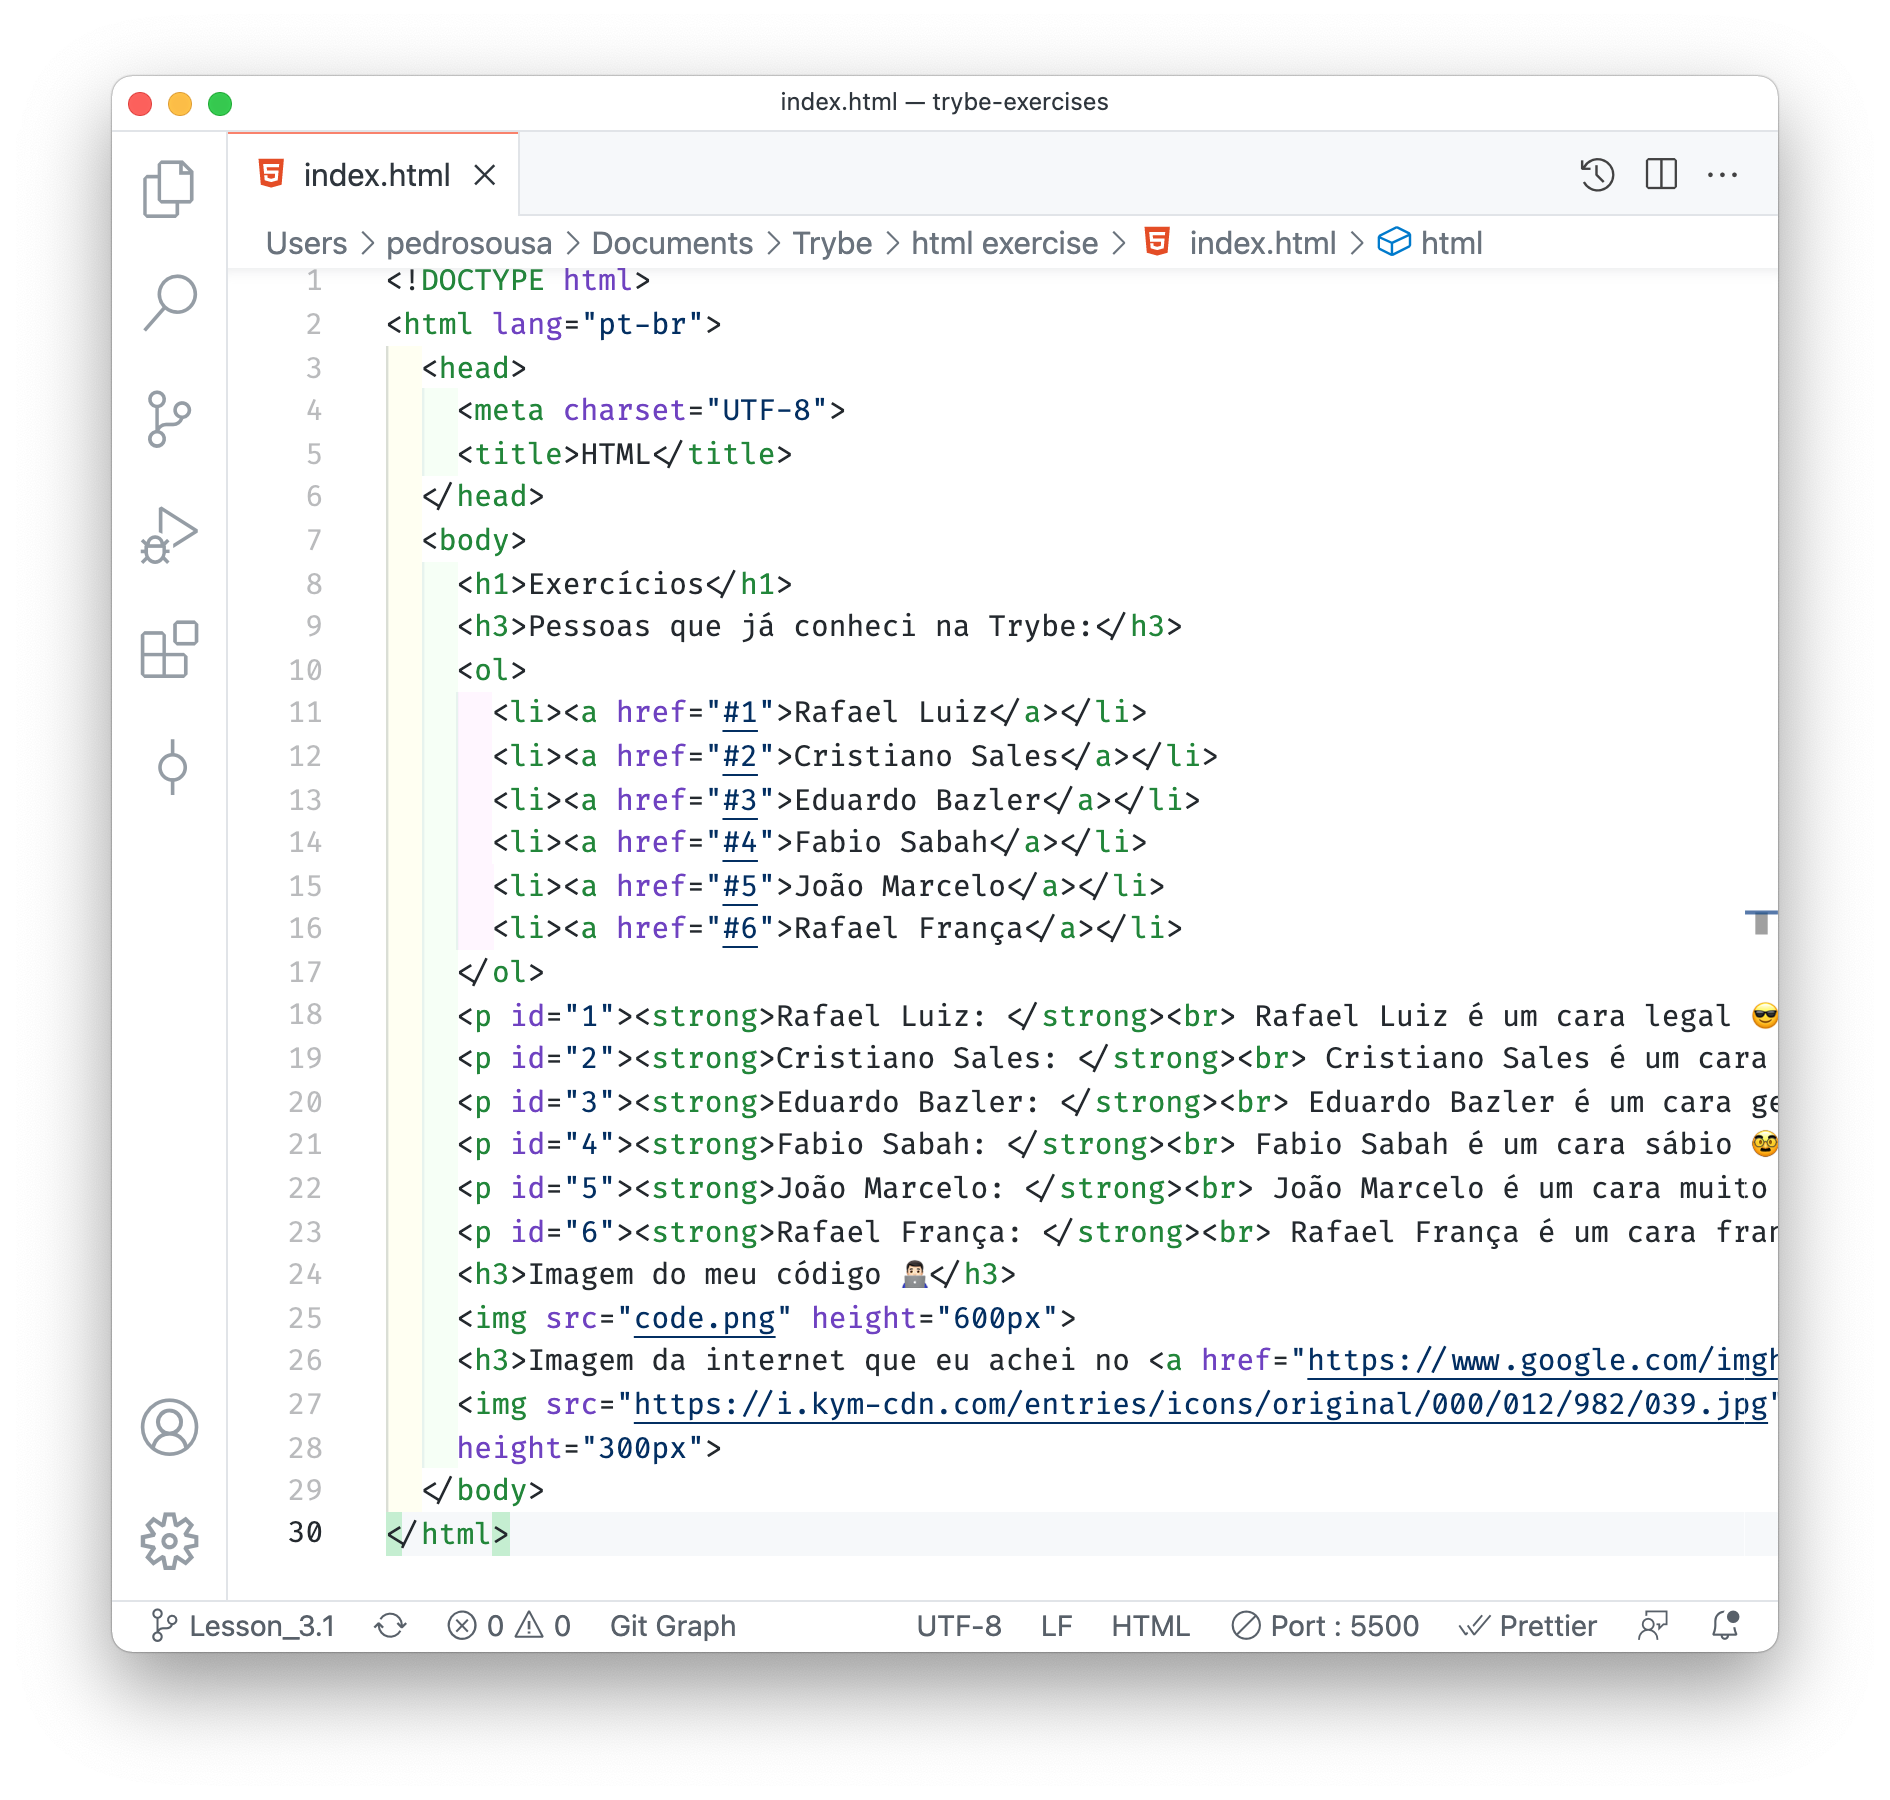 index.html — trybe-exercises
index.html
Users > pedrosousa > Documents > Trybe > html exercise > index.html > html
1 <!DOCTYPE html>
2 <html lang="pt-br">
3 <head>
4 <meta charset="UTF-8">
5 <title>HTML</title>
6 </head>
7 <body>
8 <h1>Exercícios</h1>
9 <h3>Pessoas que já conheci na Trybe:</h3>
10 <ol>
11 <li><a href="#1">Rafael Luiz</a></li>
12 <li><a href="#2">Cristiano Sales</a></li>
13 <li><a href="#3">Eduardo Bazler</a></li>
14 <li><a href="#4">Fabio Sabah</a></li>
15 <li><a href="#5">João Marcelo</a></li>
16 <li><a href="#6">Rafael França</a></li>
17 </ol>
18 <p id="1"><strong>Rafael Luiz: </strong><br> Rafael Luiz é um cara legal 😎
19 <p id="2"><strong>Cristiano Sales: </strong><br> Cristiano Sales é um cara
20 <p id="3"><strong>Eduardo Bazler: </strong><br> Eduardo Bazler é um cara ge
21 <p id="4"><strong>Fabio Sabah: </strong><br> Fabio Sabah é um cara sábio 🥸
22 <p id="5"><strong>João Marcelo: </strong><br> João Marcelo é um cara muito
23 <p id="6"><strong>Rafael França: </strong><br> Rafael França é um cara fran
24 <h3>Imagem do meu código 👨🏻‍💻</h3>
25 <img src="code.png" height="600px">
26 <h3>Imagem da internet que eu achei no <a href="https://www.google.com/imgh
27 <img src="https://i.kym-cdn.com/entries/icons/original/000/012/982/039.jpg"
28 height="300px">
29 </body>
30 </html>
Lesson_3.1 0 0 Git Graph UTF-8 LF HTML Port : 5500 Prettier